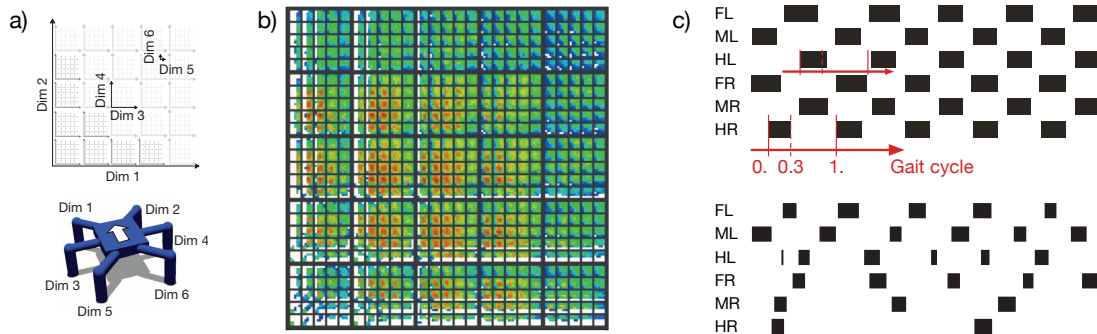 a)
Dim 2
Dim 4
Dim 6
Dim 5
Dim 3
Dim 1
Dim 1
Dim 2
Dim 4
Dim 3
Dim 6
Dim 5
b)
c)
FL
ML
HL
FR
MR
HR
0. 0.3 1. Gait cycle
FL
ML
HL
FR
MR
HR